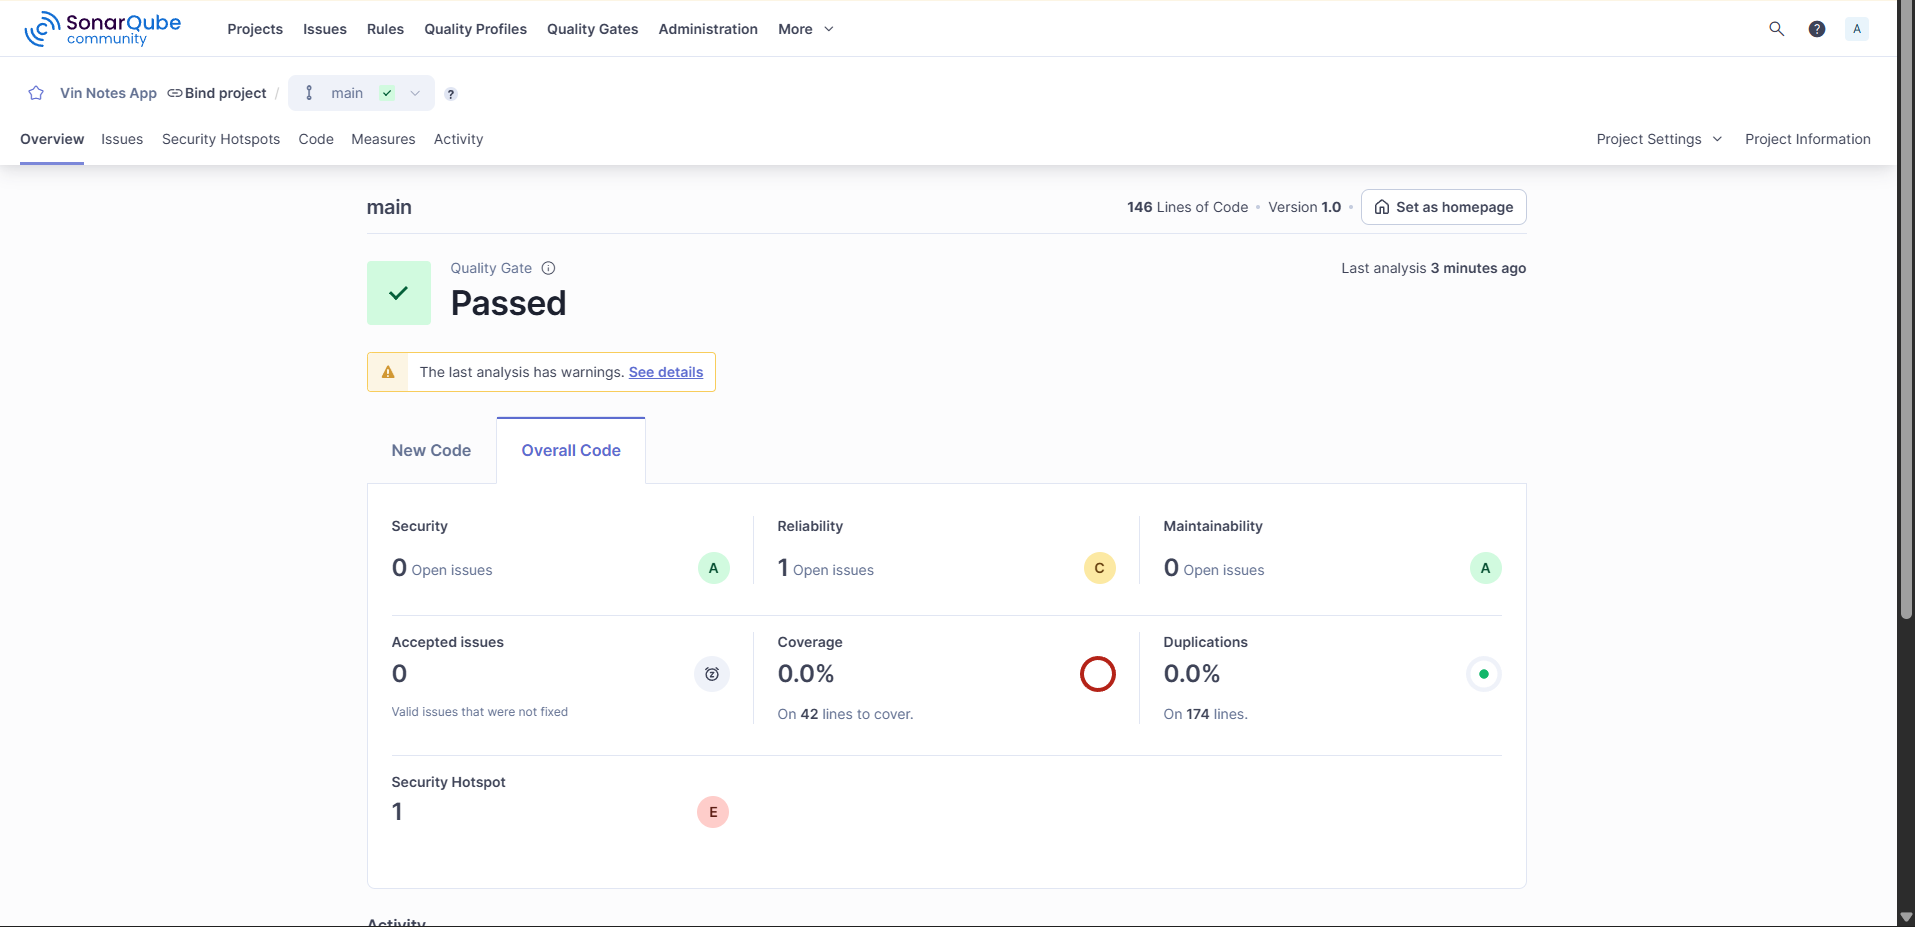 SonarQube community Projects Issues Rules Quality Profiles Quality Gates Administration More ? A
Vin Notes App Bind project / main ?
Overview Issues Security Hotspots Code Measures Activity Project Settings Project Information
main 146 Lines of Code • Version 1.0 • Set as homepage
Quality Gate Last analysis 3 minutes ago
Passed
The last analysis has warnings. See details
New Code Overall Code
Security Reliability Maintainability
0 Open issues A 1 Open issues C 0 Open issues A
Accepted issues Coverage Duplications
0 0.0% 0.0%
Valid issues that were not fixed On 42 lines to cover. On 174 lines.
Security Hotspot
1 E
Activity